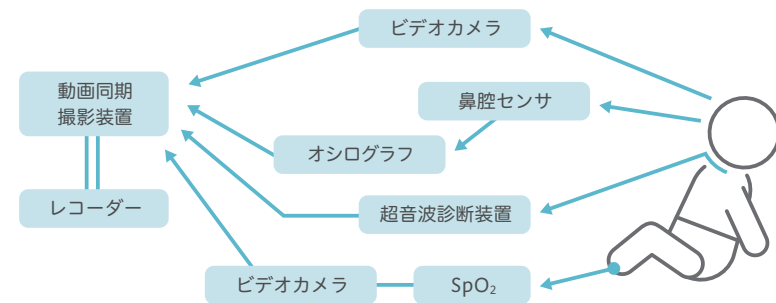 ビデオカメラ
動画同期
撮影装置
鼻腔センサ
オシログラフ
レコーダー
超音波診断装置
ビデオカメラ
SpO₂